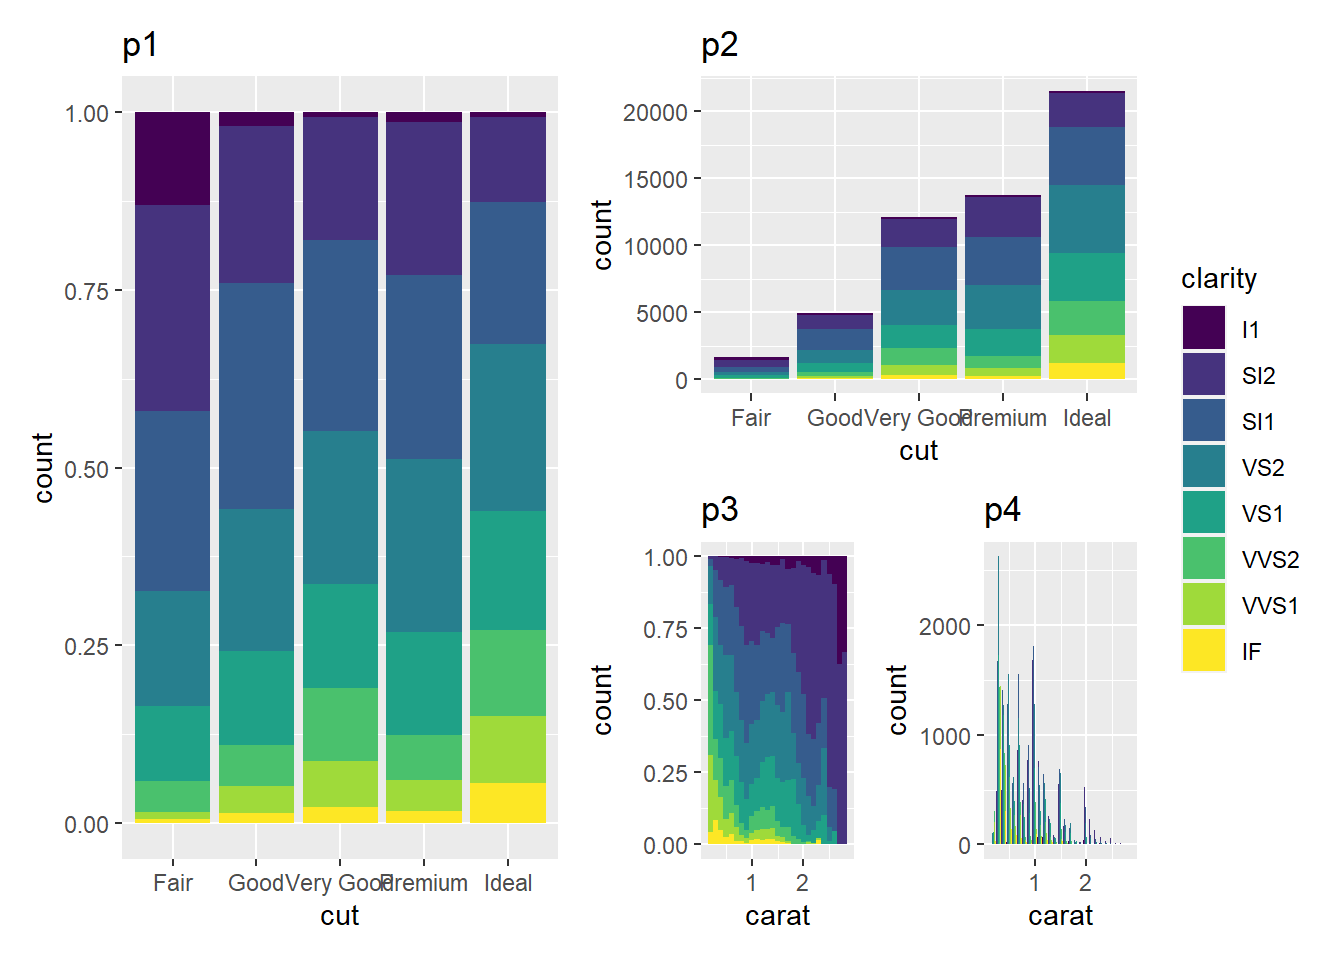 p1
1.00
0.75
0.50
0.25
0.00
count
Fair Good Very Good Premium Ideal
cut
p2
20000
15000
10000
5000
0
count
Fair Good Very Good Premium Ideal
cut
p3
1.00
0.75
0.50
0.25
0.00
count
1 2
carat
p4
2000
1000
0
count
1 2
carat
clarity
I1
SI2
SI1
VS2
VS1
VVS2
VVS1
IF